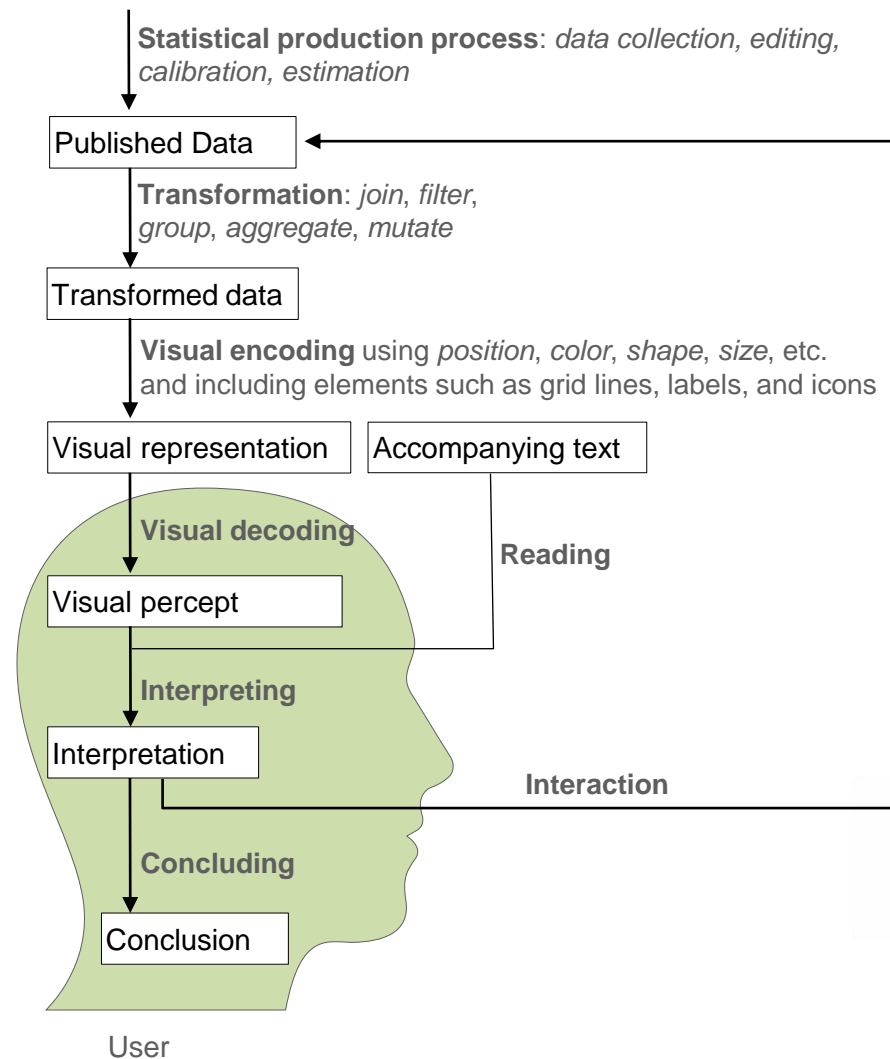 Statistical production process: data collection, editing,
calibration, estimation
Published Data
Transformation: join, filter,
group, aggregate, mutate
Transformed data
Visual encoding using position, color, shape, size, etc.
and including elements such as grid lines, labels, and icons
Visual representation
Accompanying text
Visual decoding
Reading
Visual percept
Interpreting
Interpretation
Interaction
Concluding
Conclusion
User